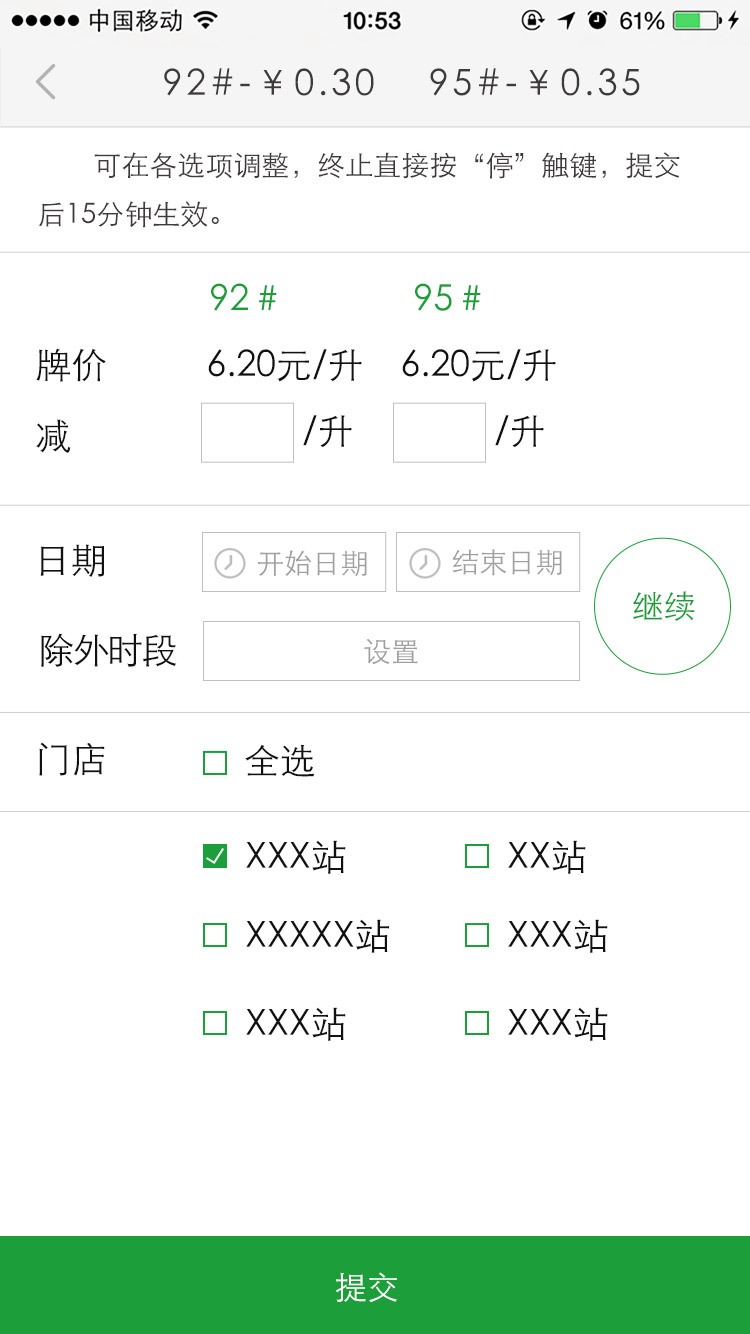 中国移动 10:53 61%
92#-￥0.30 95#-￥0.35
可在各选项调整，终止直接按“停”触键，提交
后15分钟生效。
92# 95#
牌价 6.20元/升 6.20元/升
减 /升 /升
日期 开始日期 结束日期
继续
除外时段 设置
门店 全选
XXX站 XX站
XXXXX站 XXX站
XXX站 XXX站
提交